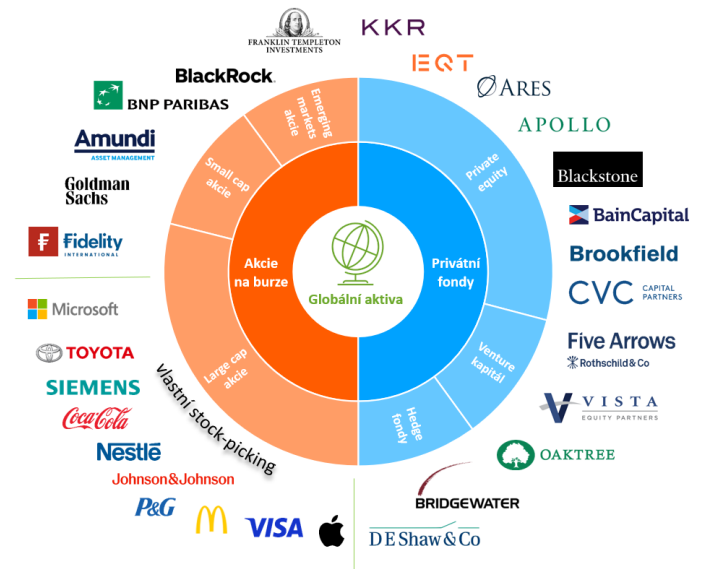 FRANKLIN TEMPLETON
INVESTMENTS
KKR
EQT
BlackRock.
ARES
BNP PARIBAS
APOLLO
Amundi
ASSET MANAGEMENT
Blackstone
Goldman
Sachs
BainCapital
Fidelity
INTERNATIONAL
Brookfield
CVC CAPITAL
PARTNERS
Microsoft
Five Arrows
Rothschild & Co
TOYOTA
SIEMENS
VISTA
EQUITY PARTNERS
Coca-Cola
Nestlé
OAKTREE
Johnson&Johnson
P&G
VISA
BRIDGEWATER
DE Shaw & Co
Emerging
markets
akcie
Small cap
akcie
Large cap
akcie
vlastní stock-picking
Akcie
na burze
Globální aktiva
Privátní
fondy
Private
equity
Venture
kapitál
Hedge
fondy